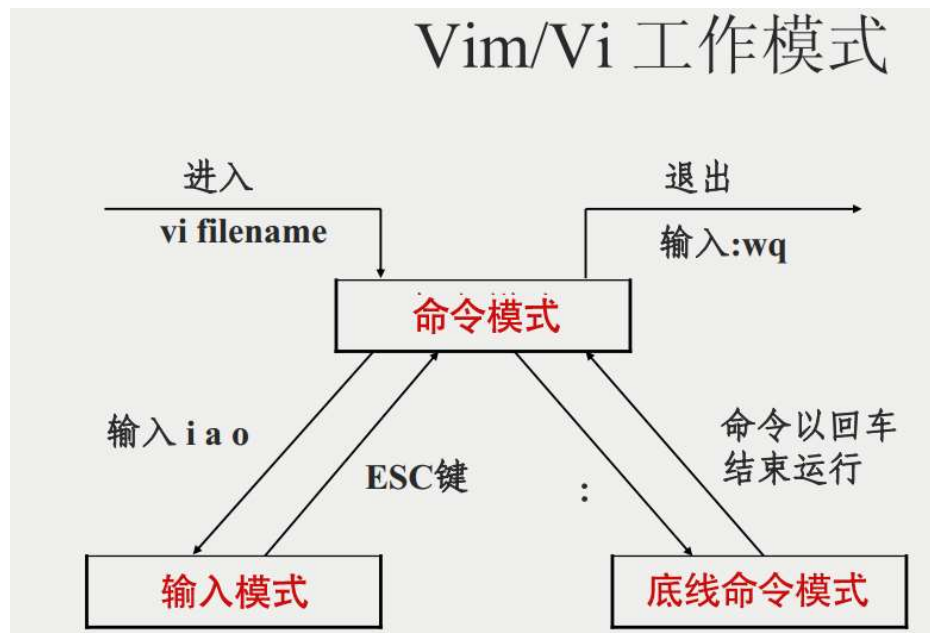 Vim/Vi 工作模式
进入
vi filename
退出
输入:wq
命令模式
输入 i a o
ESC键
:
命令以回车
结束运行
输入模式
底线命令模式